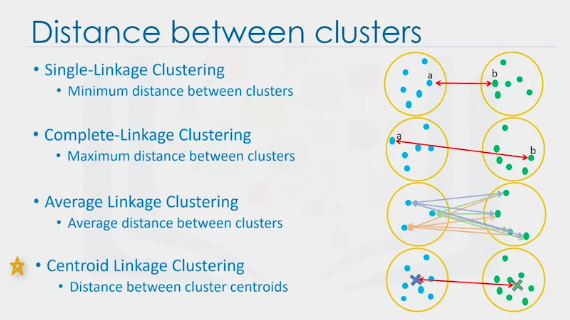 Distance between clusters
• Single-Linkage Clustering
• Minimum distance between clusters
a
b
• Complete-Linkage Clustering
• Maximum distance between clusters
a
b
• Average Linkage Clustering
• Average distance between clusters
• Centroid Linkage Clustering
• Distance between cluster centroids